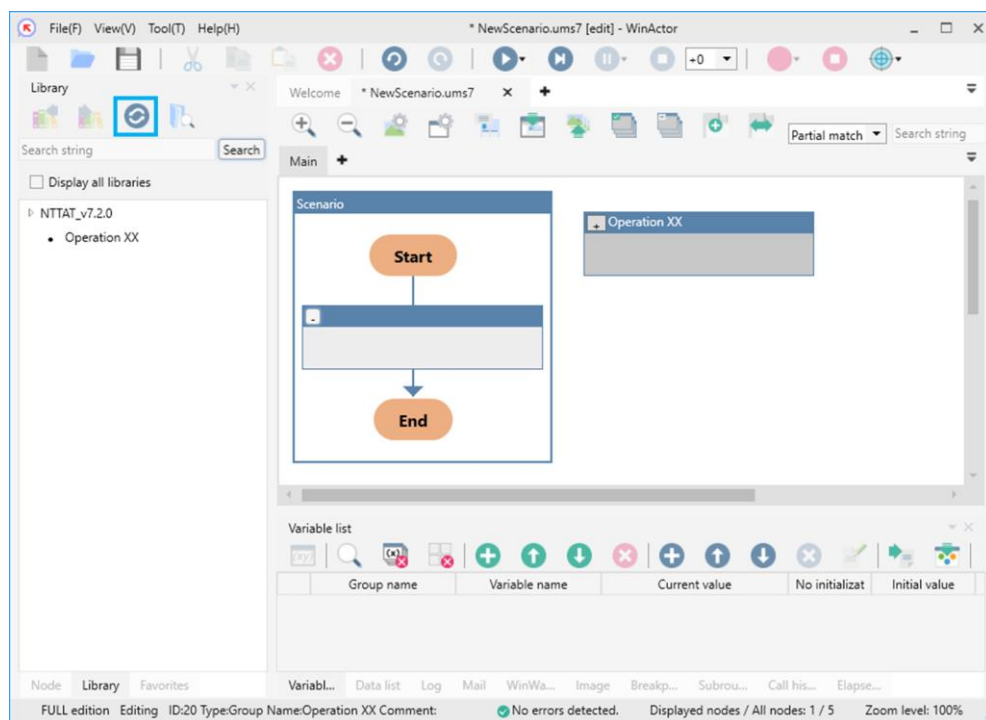 File(F) View(V) Tool(T) Help(H) * NewScenario.ums7 [edit] - WinActor
+0
Library
Search string Search
Display all libraries
NTTAT_v7.2.0
Operation XX
Welcome * NewScenario.ums7
Partial match Search string
Main
Scenario
Start
-
End
+ Operation XX
Variable list
Group name Variable name Current value No initializat Initial value
Node Library Favorites
Variabl... Data list Log Mail WinWa... Image Breakp... Subrou... Call his... Elapse...
FULL edition Editing ID:20 Type:Group Name:Operation XX Comment: No errors detected. Displayed nodes / All nodes: 1 / 5 Zoom level: 100%